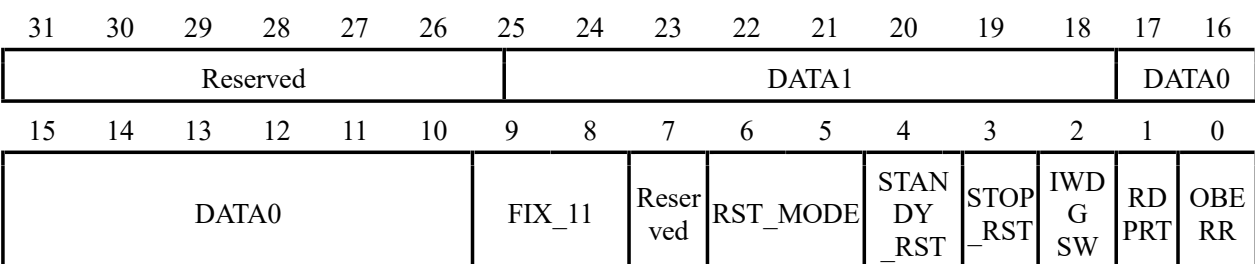 31 30 29 28 27 26 25 24 23 22 21 20 19 18 17 16
Reserved DATA1 DATA0
15 14 13 12 11 10 9 8 7 6 5 4 3 2 1 0
DATA0 FIX_11 Reser
ved RST_MODE STAN
DY
_RST STOP
_RST IWD
G
SW RD
PRT OBE
RR